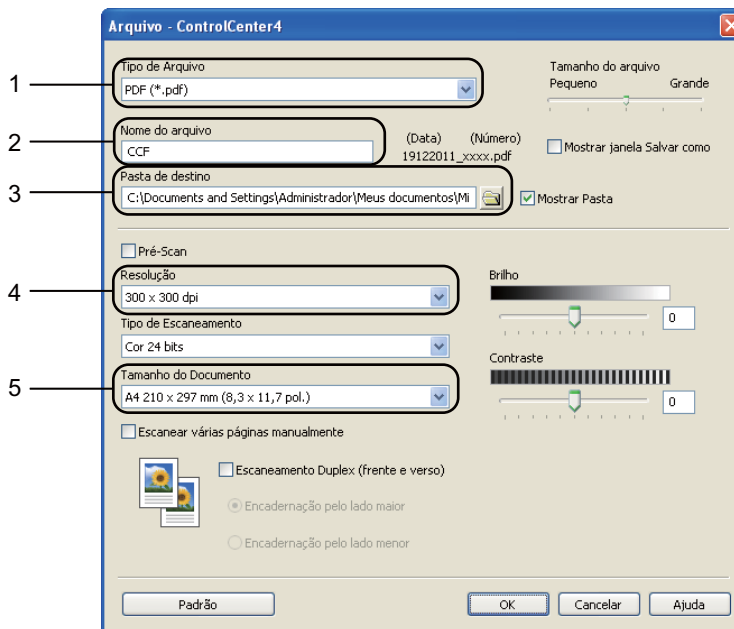 Arquivo - ControlCenter4
Tipo de Arquivo
Tamanho do arquivo
1
PDF (*.pdf)
Pequeno Grande
Nome do arquivo
(Data) (Número)
2
CCF
19122011_xxxx.pdf
Mostrar janela Salvar como
Pasta de destino
3
C:\Documents and Settings\Administrador\Meus documentos\Mi
Mostrar Pasta
Pré-Scan
Resolução
Brilho
4
300 x 300 dpi
0
Tipo de Escaneamento
Cor 24 bits
Contraste
Tamanho do Documento
5
A4 210 x 297 mm (8,3 x 11,7 pol.)
0
Escanear várias páginas manualmente
Escaneamento Duplex (frente e verso)
Encadernação pelo lado maior
Encadernação pelo lado menor
Padrão OK Cancelar Ajuda